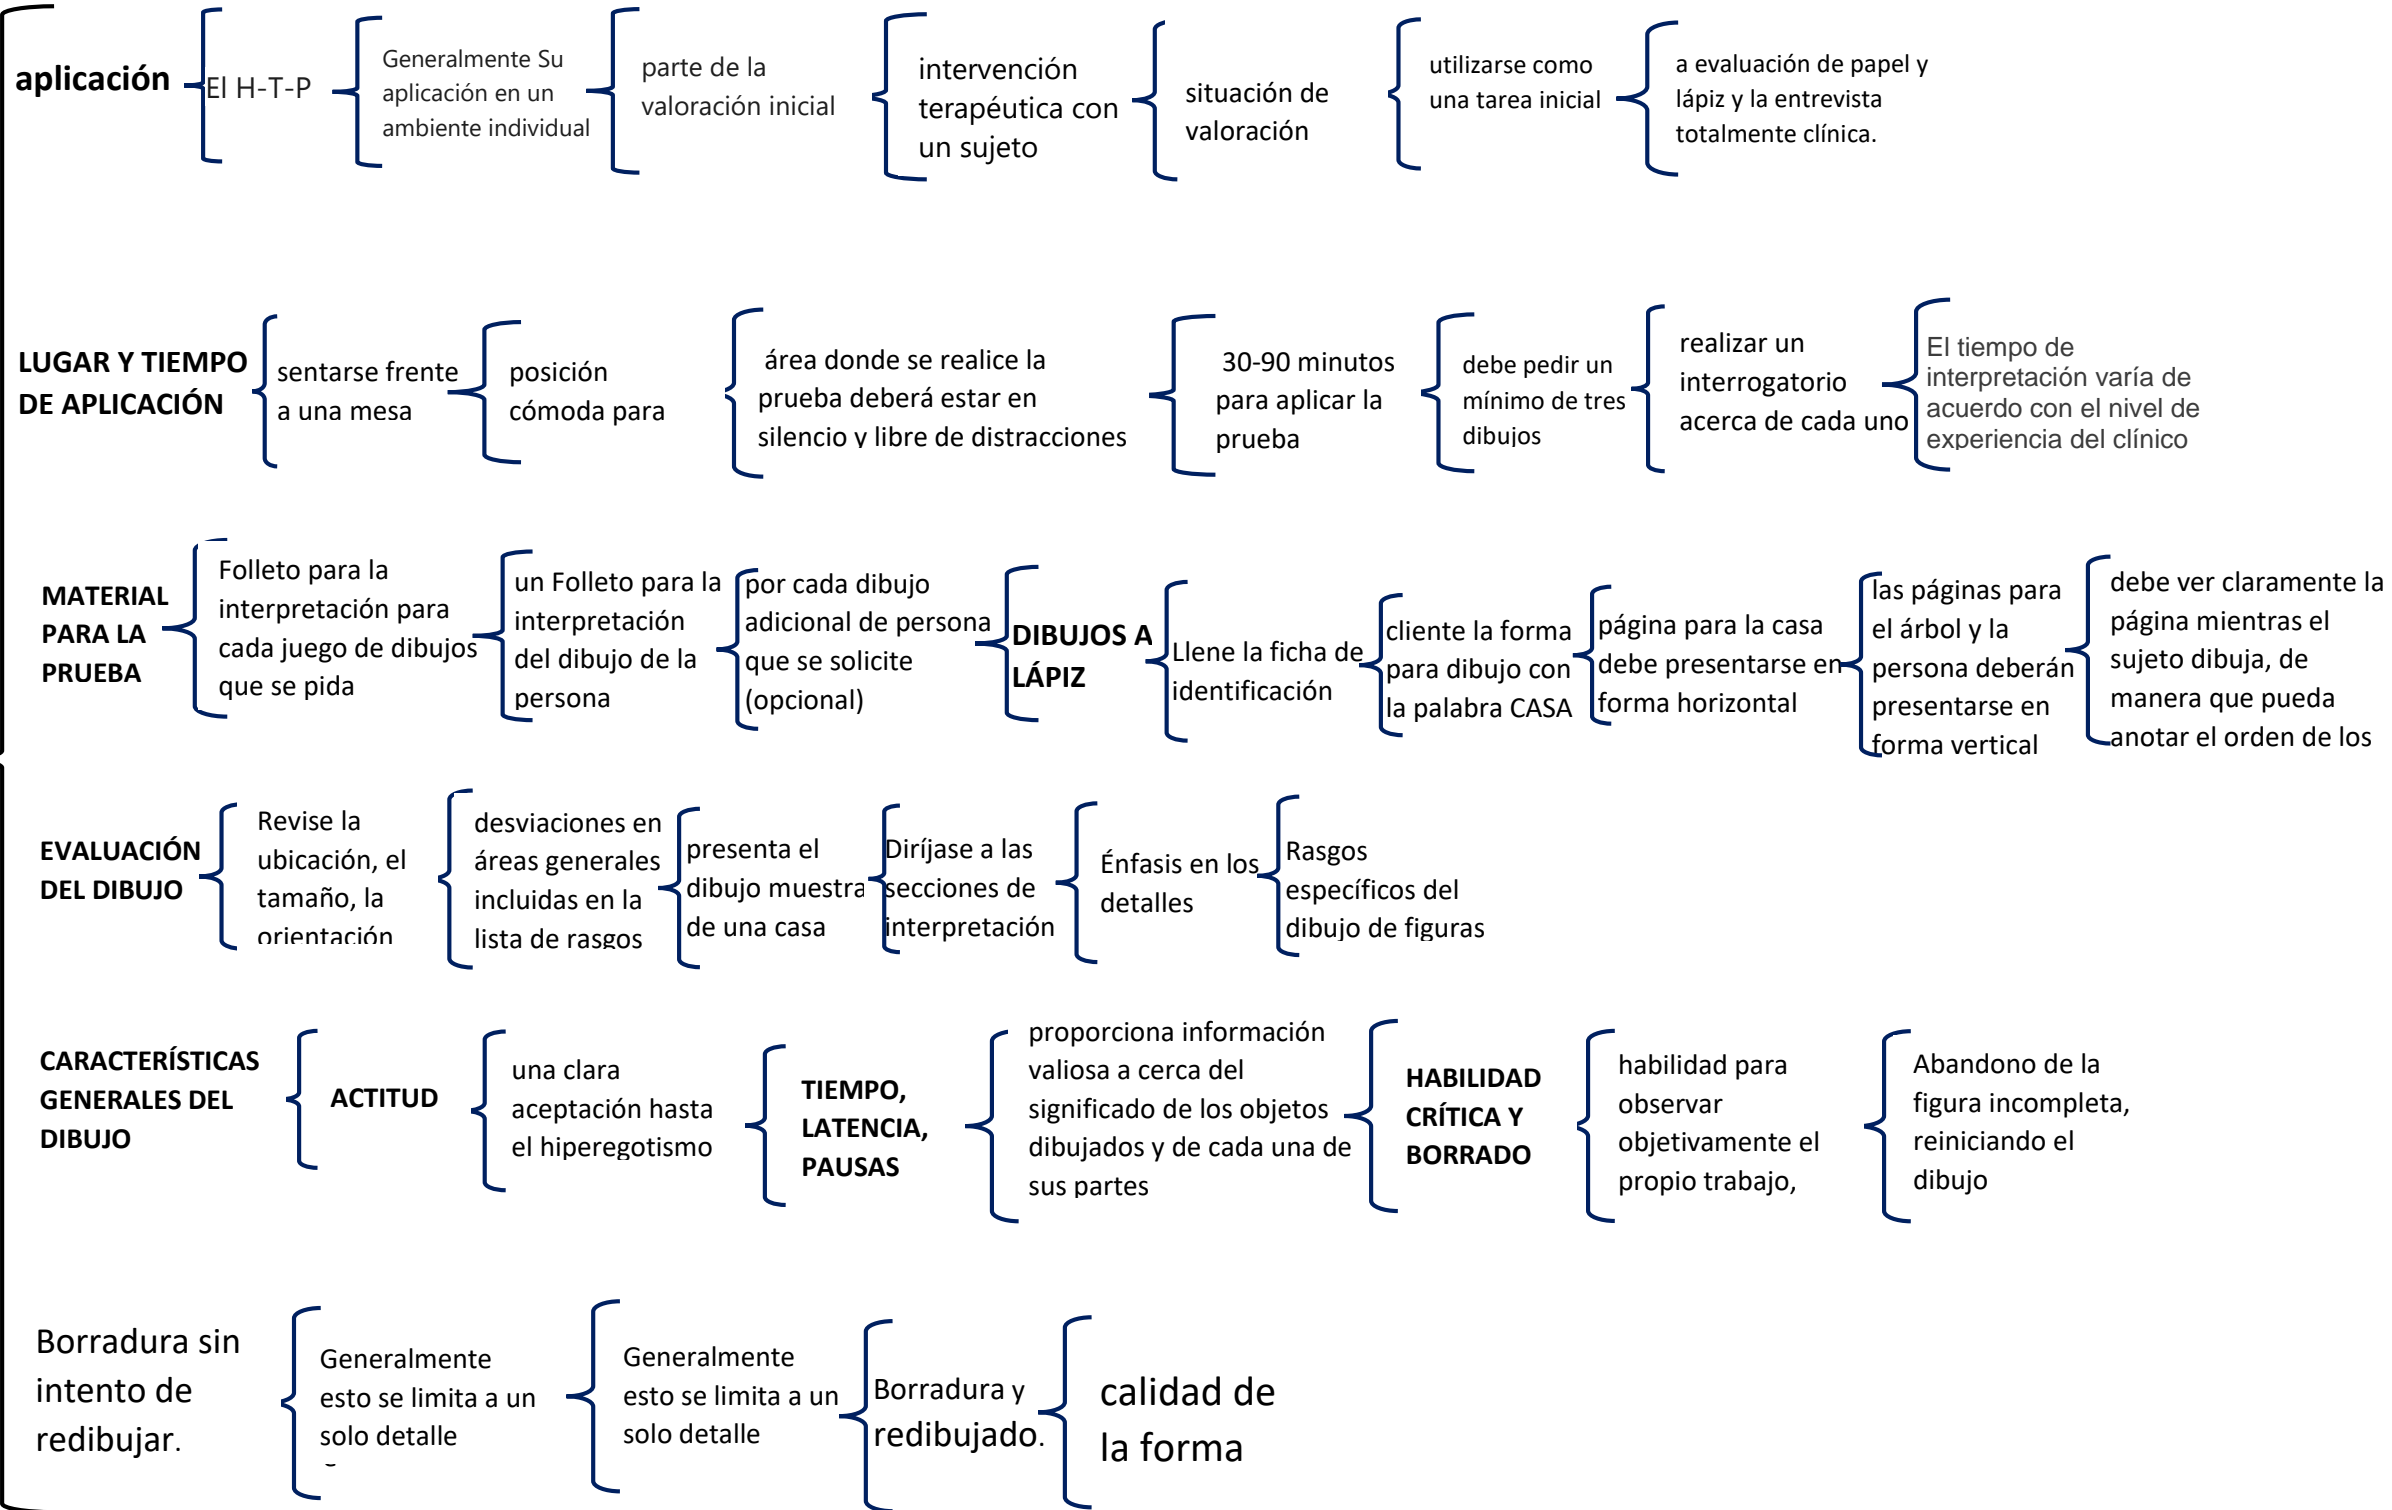 aplicación
El H-T-P
Generalmente Su
aplicación en un
ambiente individual
parte de la
valoración inicial
intervención
terapéutica con
un sujeto
situación de
valoración
utilizarse como
una tarea inicial
a evaluación de papel y
lápiz y la entrevista
totalmente clínica.
LUGAR Y TIEMPO
DE APLICACIÓN
sentarse frente
a una mesa
posición
cómoda para
área donde se realice la
prueba deberá estar en
silencio y libre de distracciones
30-90 minutos
para aplicar la
prueba
debe pedir un
mínimo de tres
dibujos
realizar un
interrogatorio
acerca de cada uno
El tiempo de
interpretación varía de
acuerdo con el nivel de
experiencia del clínico
MATERIAL
PARA LA
PRUEBA
Folleto para la
interpretación para
cada juego de dibujos
que se pida
un Folleto para la
interpretación
del dibujo de la
persona
por cada dibujo
adicional de persona
que se solicite
(opcional)
DIBUJOS A
LÁPIZ
Llene la ficha de
identificación
cliente la forma
para dibujo con
la palabra CASA
página para la casa
debe presentarse en
forma horizontal
las páginas para
el árbol y la
persona deberán
presentarse en
forma vertical
debe ver claramente la
página mientras el
sujeto dibuja, de
manera que pueda
anotar el orden de los
EVALUACIÓN
DEL DIBUJO
Revise la
ubicación, el
tamaño, la
orientación
desviaciones en
áreas generales
incluidas en la
lista de rasgos
presenta el
dibujo muestra
de una casa
Diríjase a las
secciones de
interpretación
Énfasis en los
detalles
Rasgos
específicos del
dibujo de figuras
CARACTERÍSTICAS
GENERALES DEL
DIBUJO
ACTITUD
una clara
aceptación hasta
el hiperegotismo
TIEMPO,
LATENCIA,
PAUSAS
proporciona información
valiosa a cerca del
significado de los objetos
dibujados y de cada una de
sus partes
HABILIDAD
CRÍTICA Y
BORRADO
habilidad para
observar
objetivamente el
propio trabajo,
Abandono de la
figura incompleta,
reiniciando el
dibujo
Borradura sin
intento de
redibujar.
Generalmente
esto se limita a un
solo detalle
Generalmente
esto se limita a un
solo detalle
Borradura y
redibujado.
calidad de
la forma